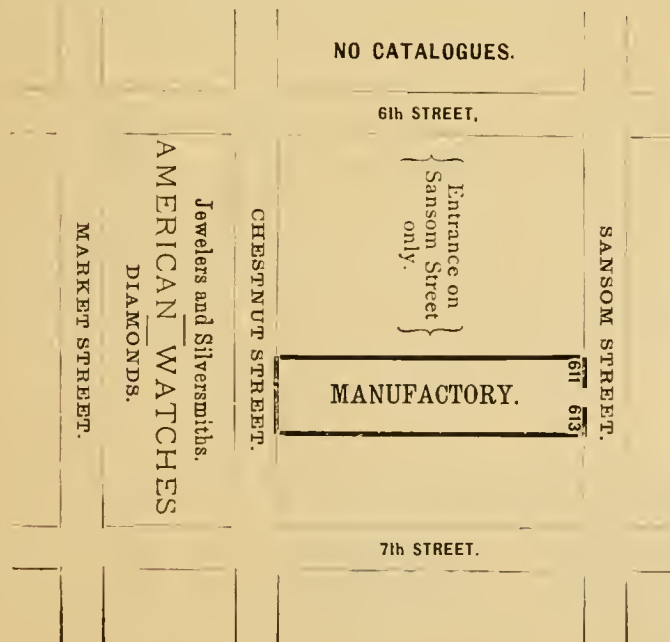 NO CATALOGUES.
6th STREET,
Entrance on
Sansom Street
only.
SANSOM STREET.
CHESTNUT STREET.
Jewelers and Silversmiths.
AMERICAN WATCHES
DIAMONDS.
MARKET STREET.
MANUFACTORY.
611 613
7th STREET.